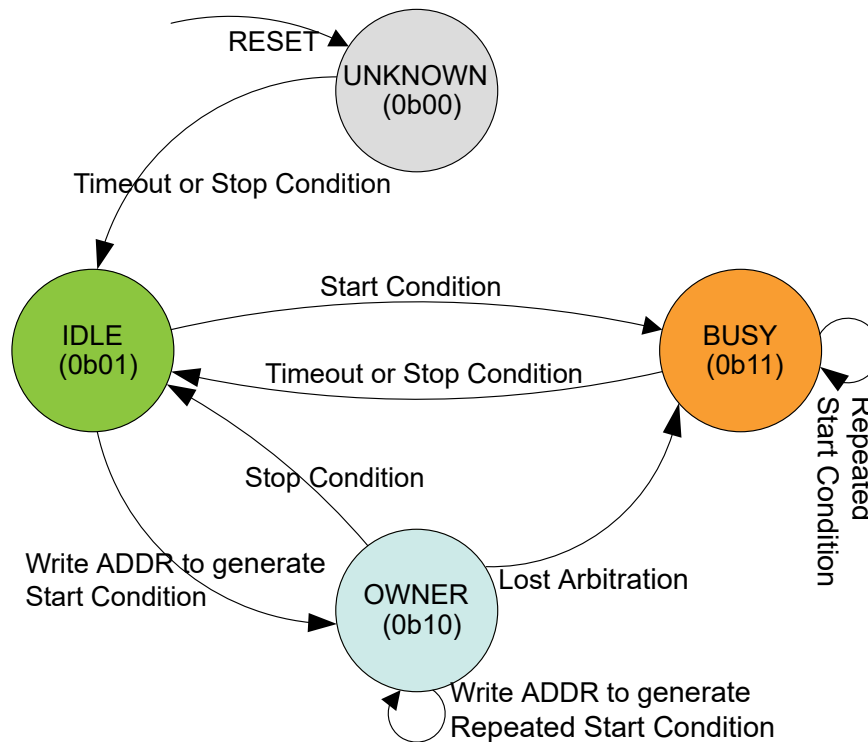 RESET
UNKNOWN
(0b00)
Timeout or Stop Condition
Start Condition
IDLE
(0b01)
BUSY
(0b11)
Timeout or Stop Condition
Repeated
Start Condition
Stop Condition
Write ADDR to generate
Start Condition
Lost Arbitration
OWNER
(0b10)
Write ADDR to generate
Repeated Start Condition